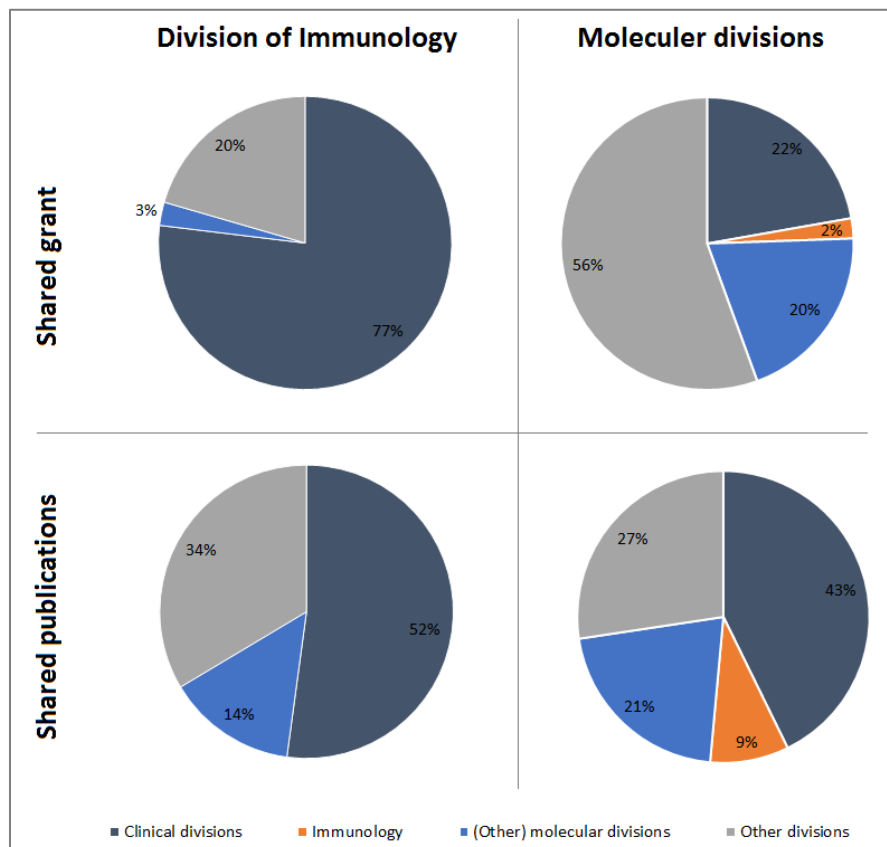 Division of Immunology
Moleculer divisions
Shared grant
20%
3%
77%
22%
2%
56%
20%
Shared publications
34%
52%
14%
27%
43%
21%
9%
Clinical divisions
Immunology
(Other) molecular divisions
Other divisions